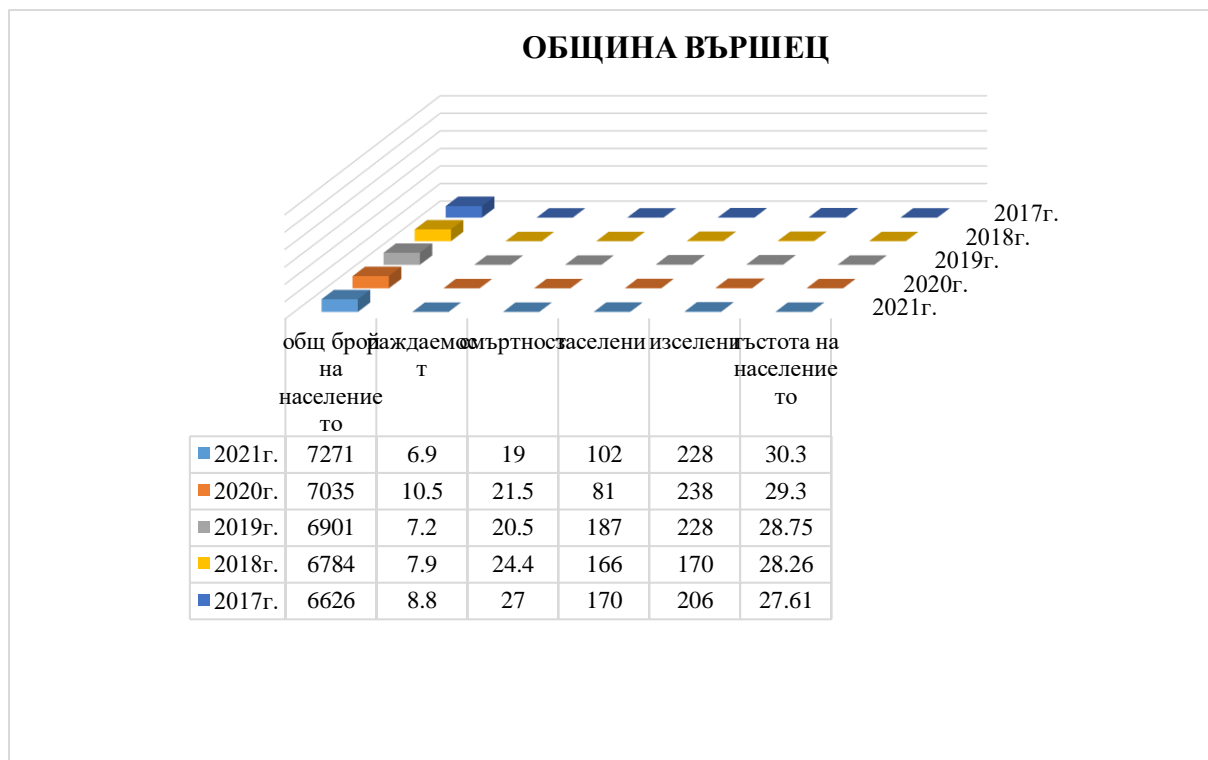 ОБЩИНА ВЪРШЕЦ
2017г.
2018г.
2019г.
2020г.
2021г.
общ брой раждаемос смъртност заселени изселени гъстота на
на т население
население то
то
2021г. 7271 6.9 19 102 228 30.3
2020г. 7035 10.5 21.5 81 238 29.3
2019г. 6901 7.2 20.5 187 228 28.75
2018г. 6784 7.9 24.4 166 170 28.26
2017г. 6626 8.8 27 170 206 27.61